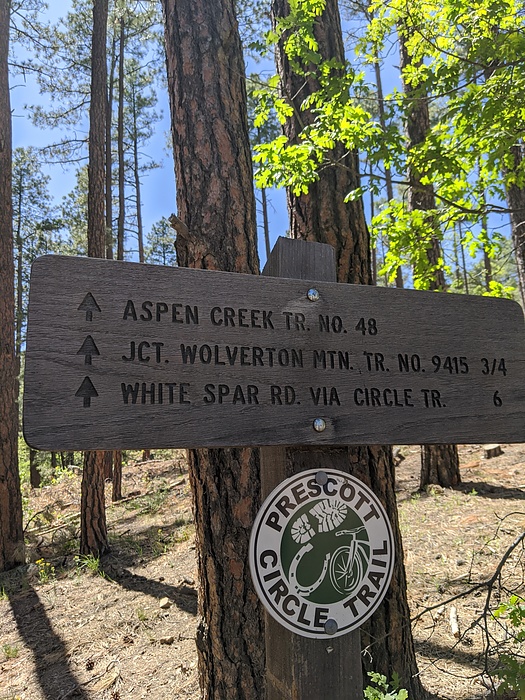 ASPEN CREEK TR. NO. 48
JCT. WOLVERTON MTN. TR. NO. 9415 3/4
WHITE SPAR RD. VIA CIRCLE TR. 6
PRESCOTT
CIRCLE TRAIL